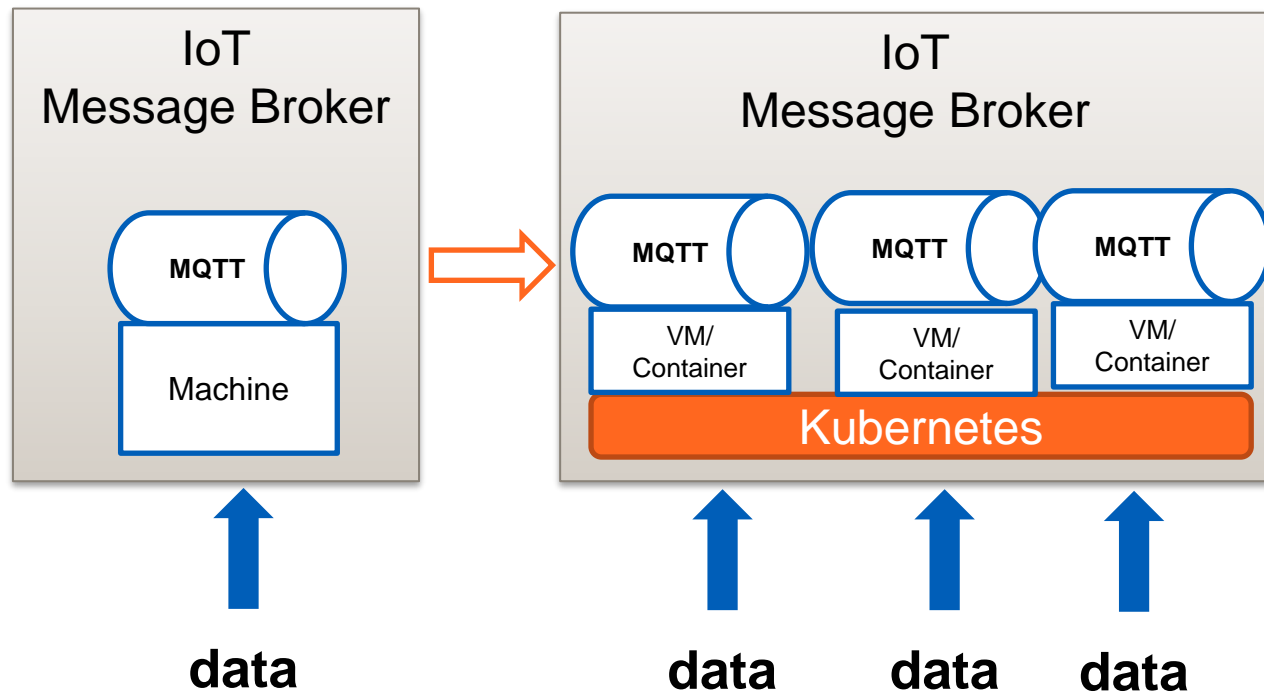 IoT
Message Broker
MQTT
Machine
data
IoT
Message Broker
MQTT
MQTT
MQTT
VM/
Container
VM/
Container
VM/
Container
Kubernetes
data
data
data